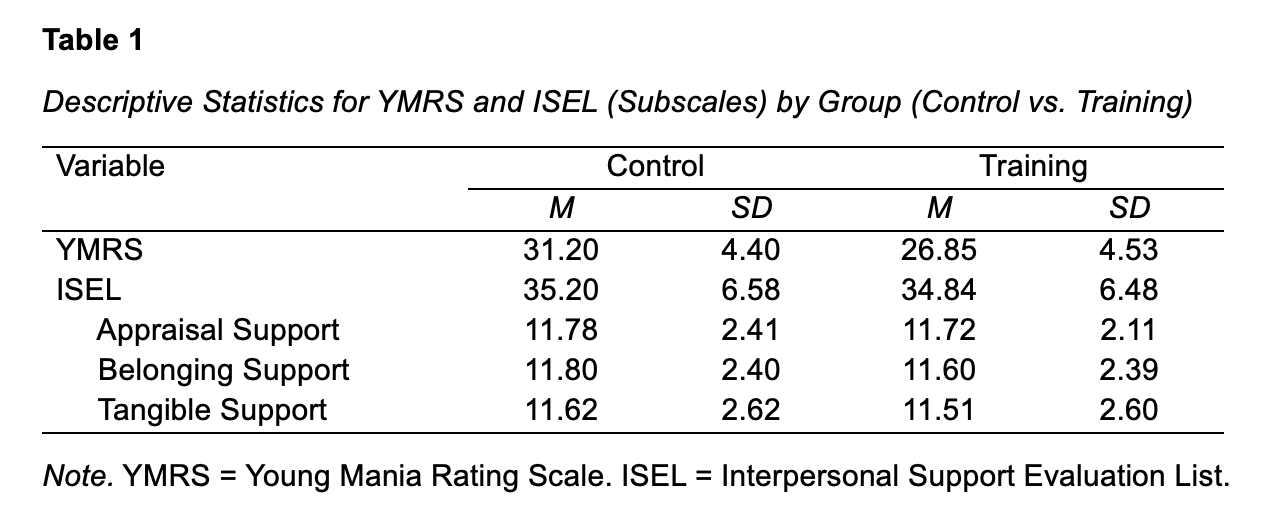 Table 1
Descriptive Statistics for YMRS and ISEL (Subscales) by Group (Control vs. Training)
Variable Control Training
M SD M SD
YMRS 31.20 4.40 26.85 4.53
ISEL 35.20 6.58 34.84 6.48
Appraisal Support 11.78 2.41 11.72 2.11
Belonging Support 11.80 2.40 11.60 2.39
Tangible Support 11.62 2.62 11.51 2.60
Note. YMRS = Young Mania Rating Scale. ISEL = Interpersonal Support Evaluation List.